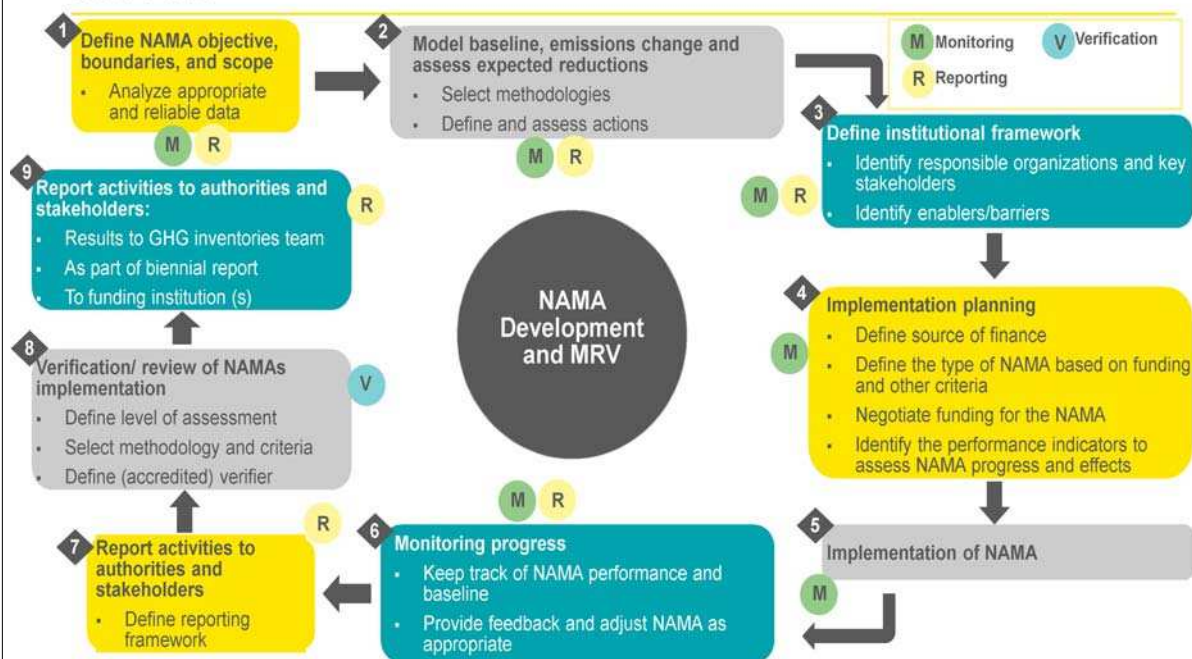 1
Define NAMA objective,
boundaries, and scope
▪ Analyze appropriate
and reliable data
M R
2
Model baseline, emissions change and
assess expected reductions
▪ Select methodologies
▪ Define and assess actions
M R
M Monitoring
V Verification
R Reporting
3
Define institutional framework
▪ Identify responsible organizations and key
stakeholders
▪ Identify enablers/barriers
M R
4
Implementation planning
▪ Define source of finance
▪ Define the type of NAMA based on funding
and other criteria
▪ Negotiate funding for the NAMA
▪ Identify the performance indicators to
assess NAMA progress and effects
M
5
Implementation of NAMA
M
6
Monitoring progress
▪ Keep track of NAMA performance and
baseline
▪ Provide feedback and adjust NAMA as
appropriate
M R
7
Report activities to
authorities and
stakeholders
▪ Define reporting
framework
R
8
Verification/ review of NAMAs
implementation
▪ Define level of assessment
▪ Select methodology and criteria
▪ Define (accredited) verifier
V
9
Report activities to authorities and
stakeholders:
▪ Results to GHG inventories team
▪ As part of biennial report
▪ To funding institution (s)
R
NAMA
Development
and MRV